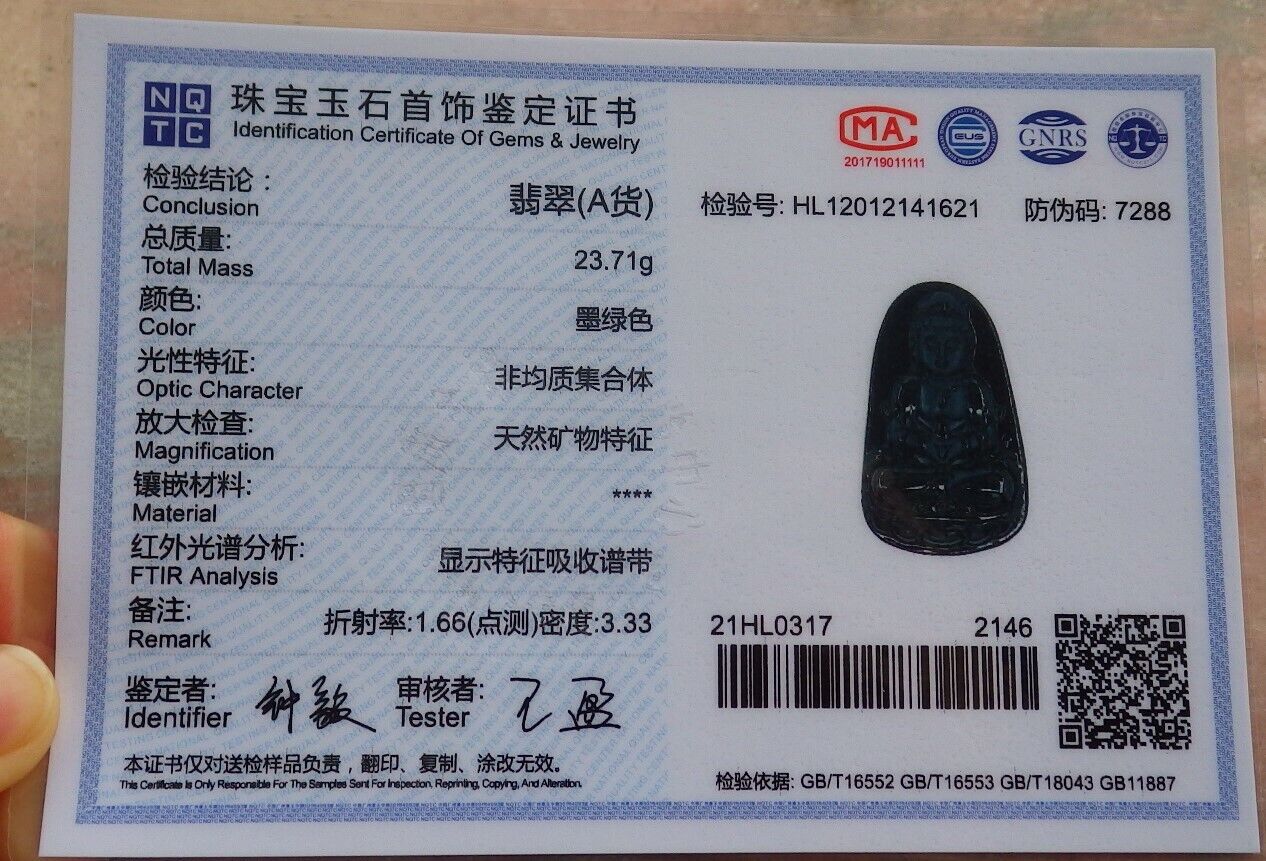 NQ
TC
珠宝玉石首饰鉴定证书
Identification Certificate Of Gems & Jewelry
检验结论:
Conclusion
翡翠(A货)
总质量:
Total Mass
23.71g
颜色:
Color
墨绿色
光性特征:
Optic Character
非均质集合体
放大检查:
Magnification
天然矿物特征
镶嵌材料:
Material
****
红外光谱分析:
FTIR Analysis
显示特征吸收谱带
备注:
Remark
折射率:1.66(点测)密度:3.33
鉴定者:
Identifier
审核者:
Tester
本证书仅对送检样品负责，翻印、复制、涂改无效。
This Certificate is Only Responsible For The Samples Sent For Inspection, Reprinting, Copying, And Alteration.
MA
201719011111
EUS
GNRS
检验号: HL12012141621
防伪码: 7288
21HL0317
2146
检验依据: GB/T16552 GB/T16553 GB/T18043 GB11887